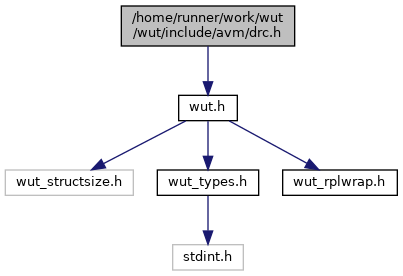 /home/runner/work/wut
/wut/include/avm/drc.h
wut.h
wut_structsize.h
wut_types.h
wut_rplwrap.h
stdint.h